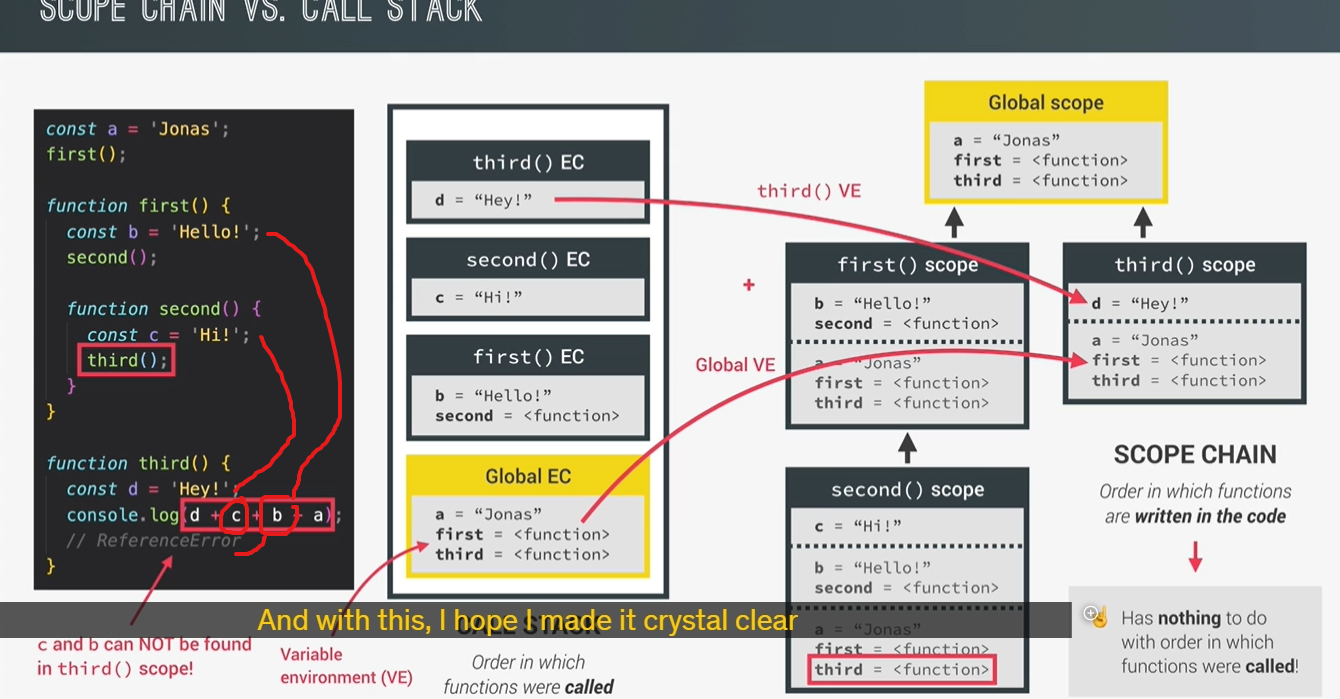 SCOPE CHAIN VS. CALL STACK
const a = 'Jonas';
first();
function first() {
const b = 'Hello!';
second();
function second() {
const c = 'Hi!';
third();
}
}
function third() {
const d = 'Hey!';
console.log(d + c + b + a);
// ReferenceError
}
c and b can NOT be found
in third() scope!
Variable
environment (VE)
third() EC
d = “Hey!”
second() EC
c = “Hi!”
first() EC
b = “Hello!”
second = <function>
Global EC
a = “Jonas”
first = <function>
third = <function>
CALL STACK
Order in which
functions were called
third() VE
+
Global VE
Global scope
a = “Jonas”
first = <function>
third = <function>
first() scope
b = “Hello!”
second = <function>
a = “Jonas”
first = <function>
third = <function>
third() scope
d = “Hey!”
a = “Jonas”
first = <function>
third = <function>
second() scope
c = “Hi!”
b = “Hello!”
second = <function>
a = “Jonas”
first = <function>
third = <function>
SCOPE CHAIN
Order in which functions
are written in the code
Has nothing to do
with order in which
functions were called!
And with this, I hope I made it crystal clear